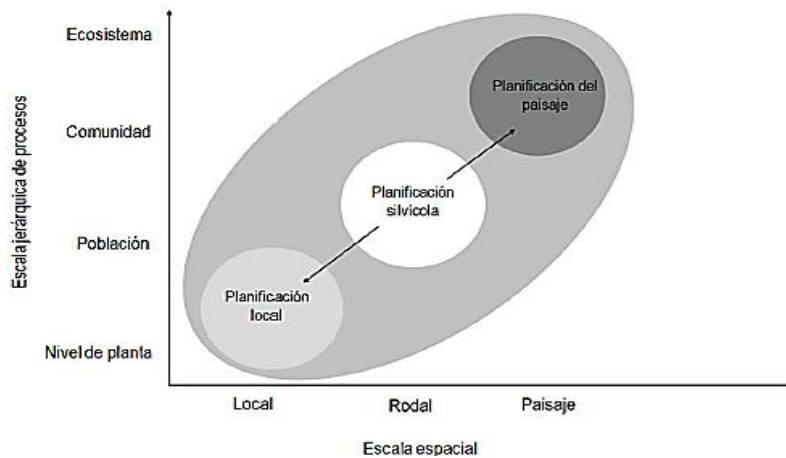 Ecosistema
Comunidad
Población
Nivel de planta
Escala jerárquica de procesos
Planificación del
paisaje
Planificación
silvícola
Planificación
local
Local
Rodal
Paisaje
Escala espacial